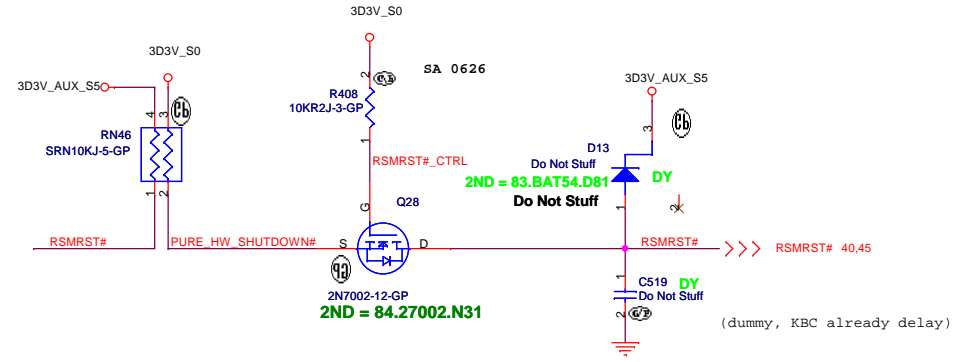 3D3V_S0
SA 0626
3D3V_S0
3D3V_AUX_S5
3D3V_AUX_S5
2
R408
10KR2J-3-GP
1
4
3
RN46
SRN10KJ-5-GP
1
2
3
D13
Do Not Stuff
2ND = 83.BAT54.D81
DY
Do Not Stuff
1
2
RSMRST#_CTRL
G
Q28
RSMRST#
PURE_HW_SHUTDOWN#
S
D
RSMRST#
RSMRST# 40,45
2N7002-12-GP
2ND = 84.27002.N31
1
C519
DY
Do Not Stuff
2
(dummy, KBC already delay)